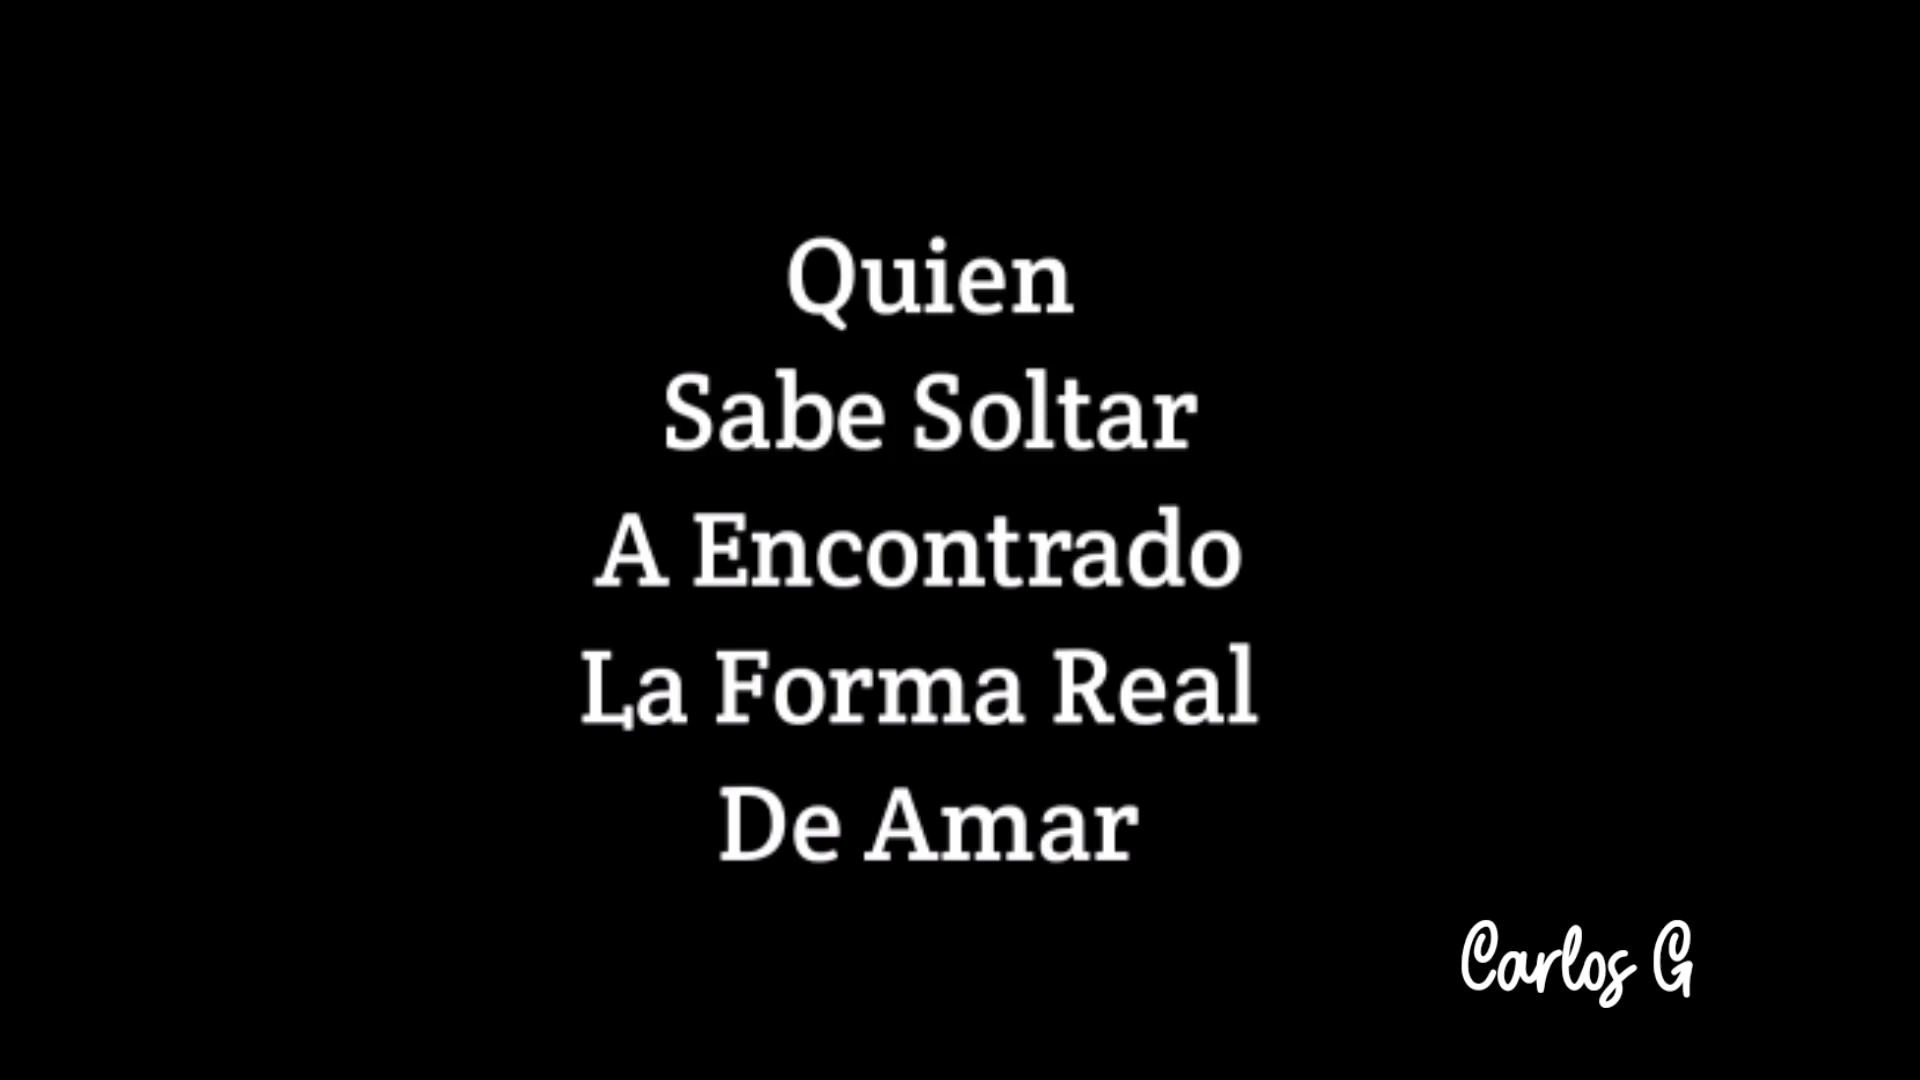 Quien
Sabe Soltar
A Encontrado
La Forma Real
De Amar
Carlos G